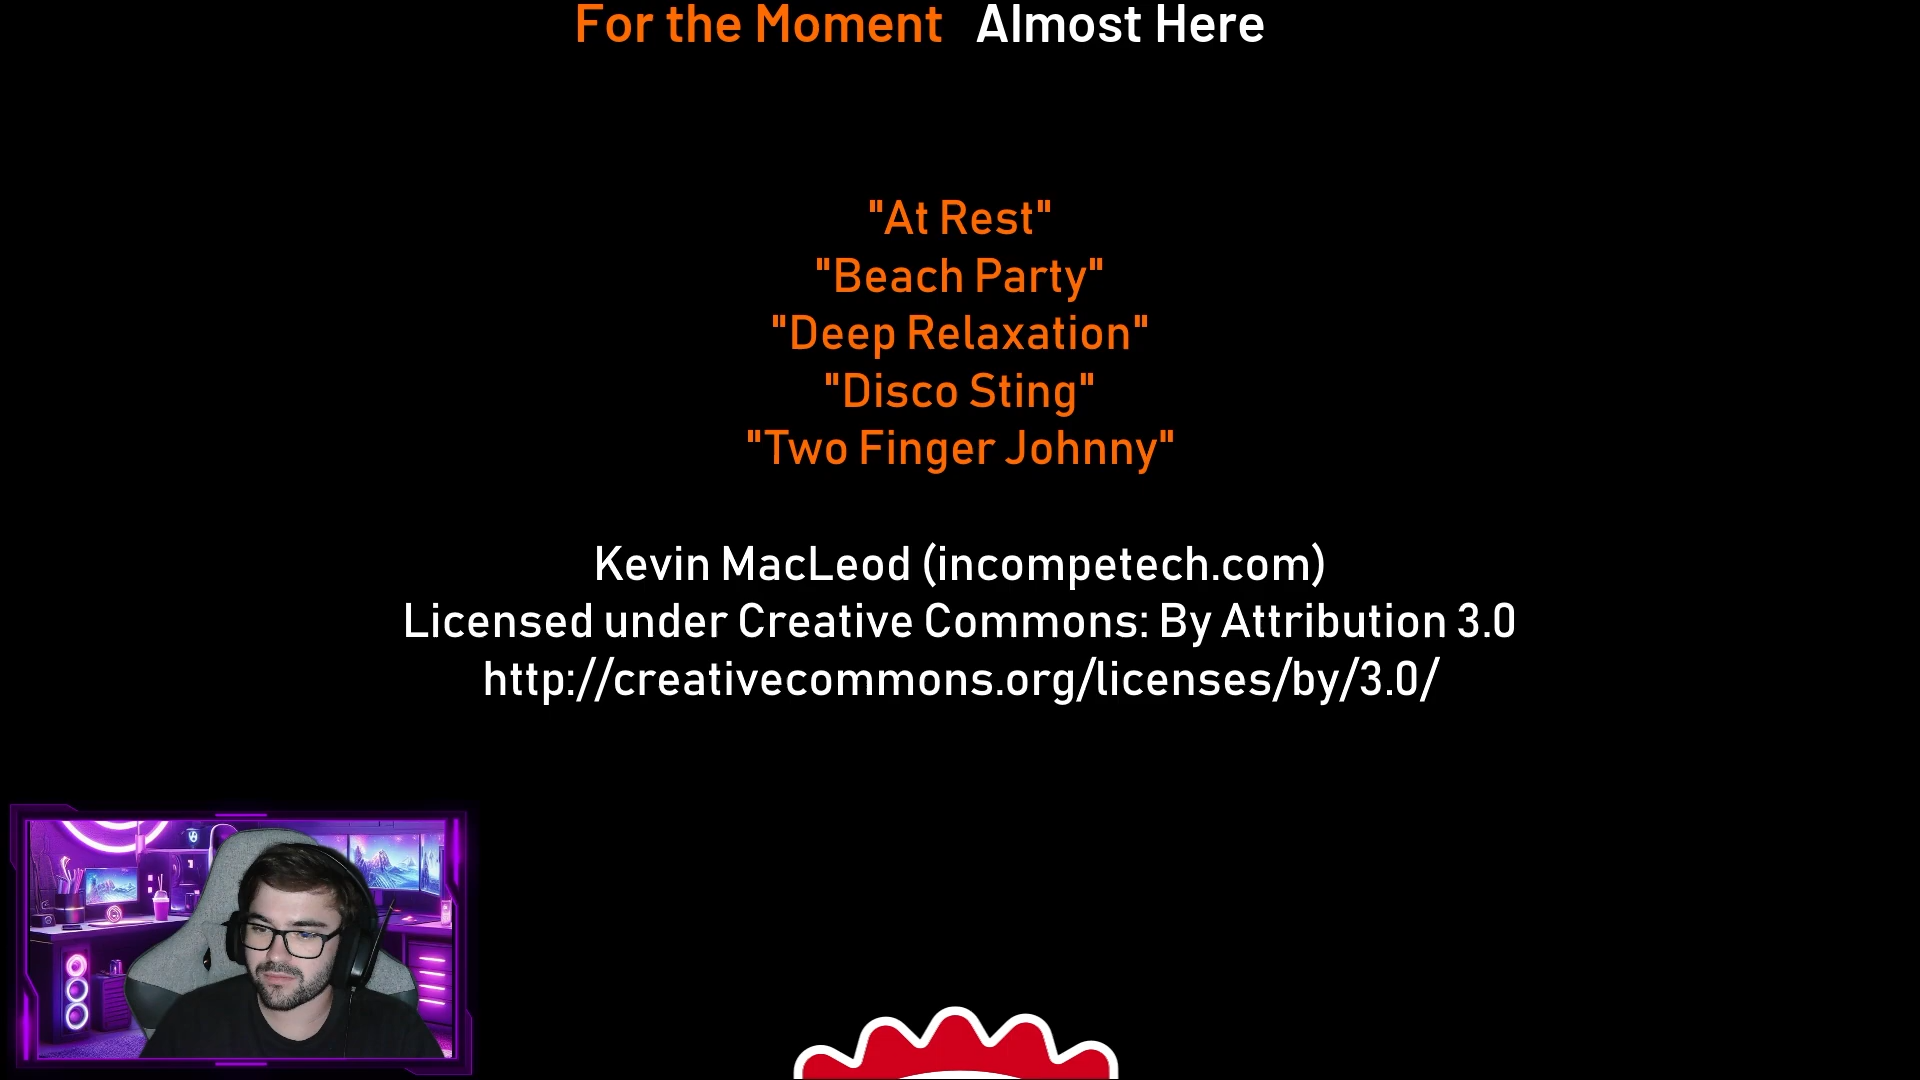 For the Moment Almost Here
"At Rest"
"Beach Party"
"Deep Relaxation"
"Disco Sting"
"Two Finger Johnny"
Kevin MacLeod (incompetech.com)
Licensed under Creative Commons: By Attribution 3.0
http://creativecommons.org/licenses/by/3.0/